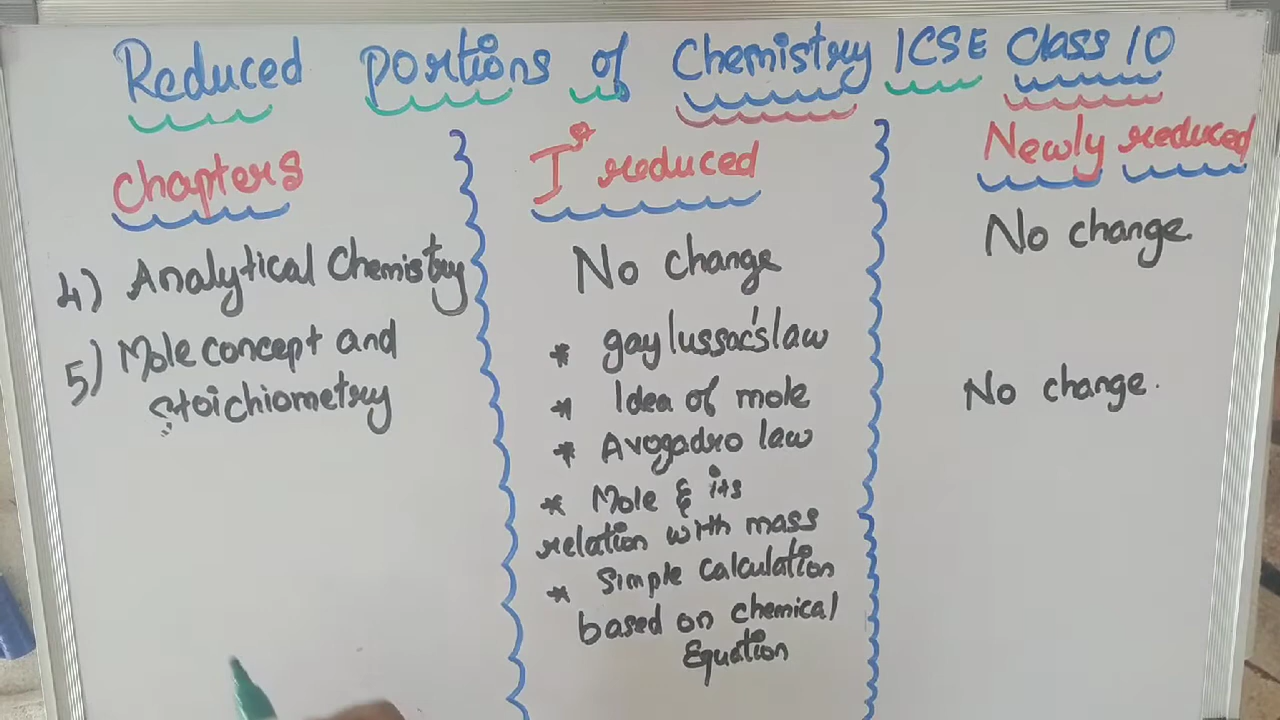 Reduced portions of Chemistry ICSE Class 10
Chapters
Ist reduced
Newly reduced
4) Analytical Chemistry
No change
No change.
5) Mole concept and
stoichiometry
* gay lussac's law
* Idea of mole
* Avogadro law
* Mole & its
relation with mass
* Simple calculation
based on chemical
Equation
No change.